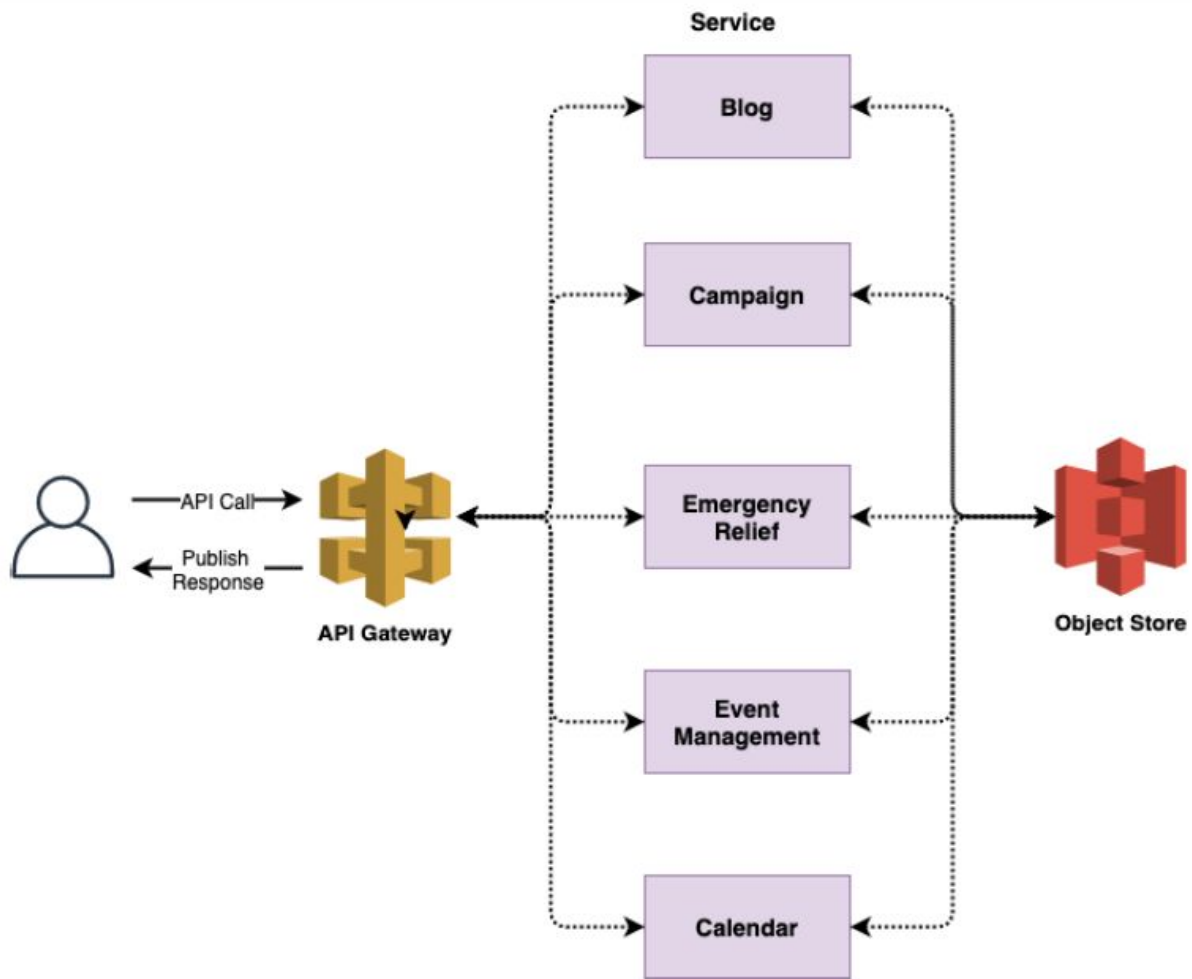 Service
Blog
Campaign
API Call
Publish
Response
API Gateway
Emergency
Relief
Object Store
Event
Management
Calendar